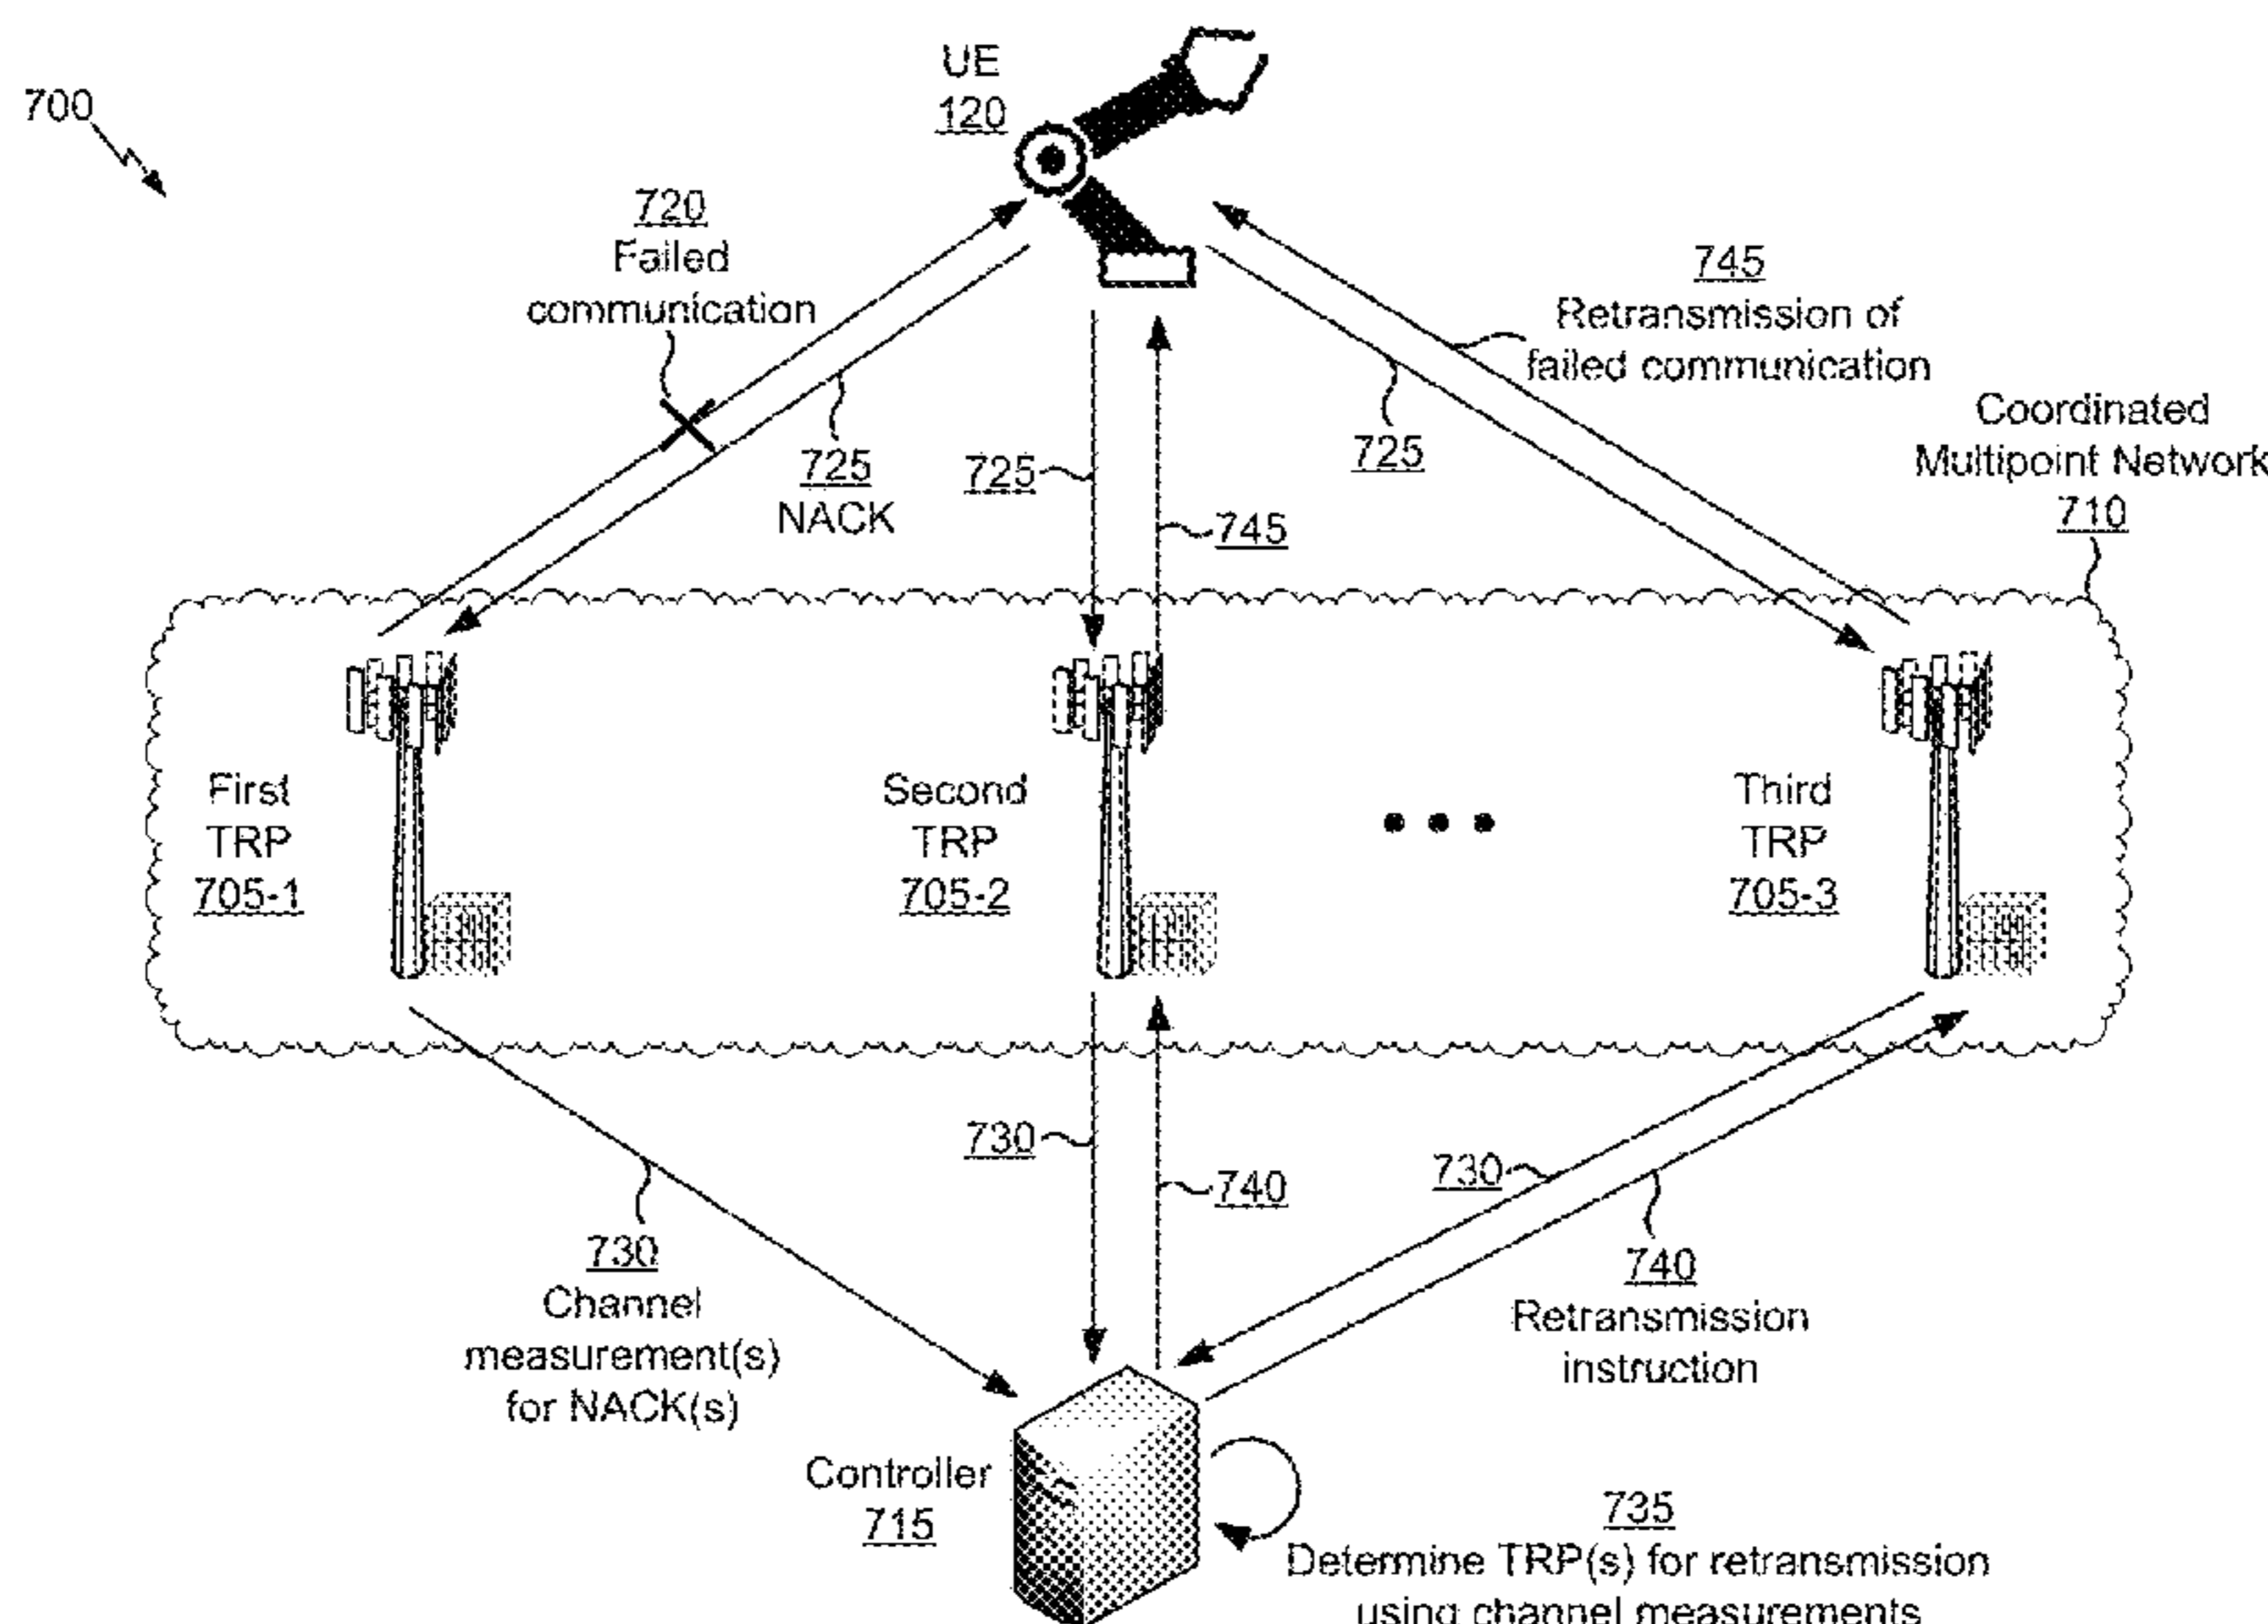 700
UE
120
720
Failed
communication
745
Retransmission of
failed communication
Coordinated
Multipoint Network
710
725
NACK
725
725
745
First
TRP
705-1
Second
TRP
705-2
Third
TRP
705-3
730
Channel
measurement(s)
for NACK(s)
730
740
730
740
Retransmission
instruction
Controller
715
735
Determine TRP(s) for retransmission
using channel measurements